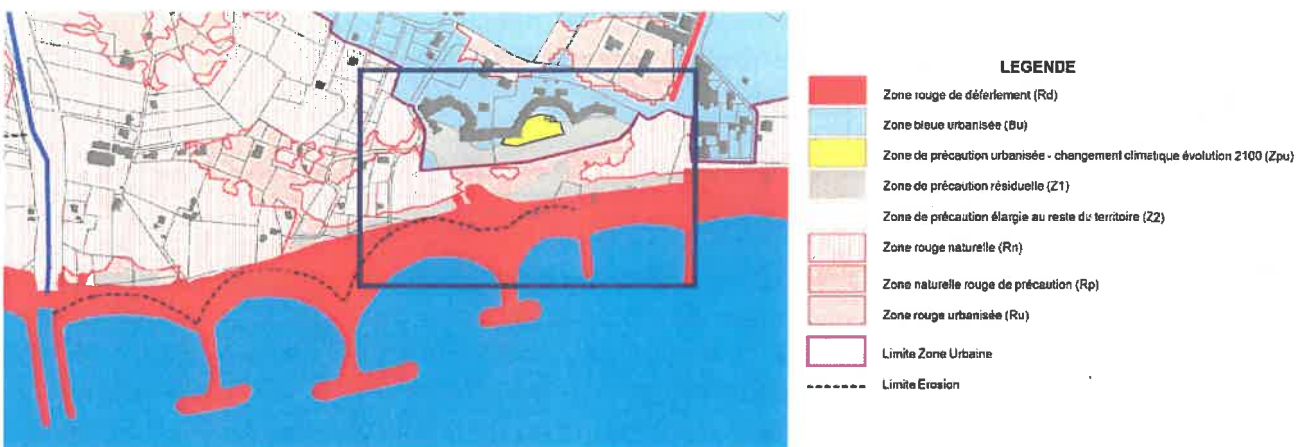 LEGENDE
Zone rouge de déferlement (Rd)
Zone bleue urbanisée (Bu)
Zone de précaution urbanisée - changement climatique évolution 2100 (Zpu)
Zone de précaution résiduelle (Z1)
Zone de précaution élargie au reste du territoire (Z2)
Zone rouge naturelle (Rn)
Zone naturelle rouge de précaution (Rp)
Zone rouge urbanisée (Ru)
Limite Zone Urbaine
Limite Erosion